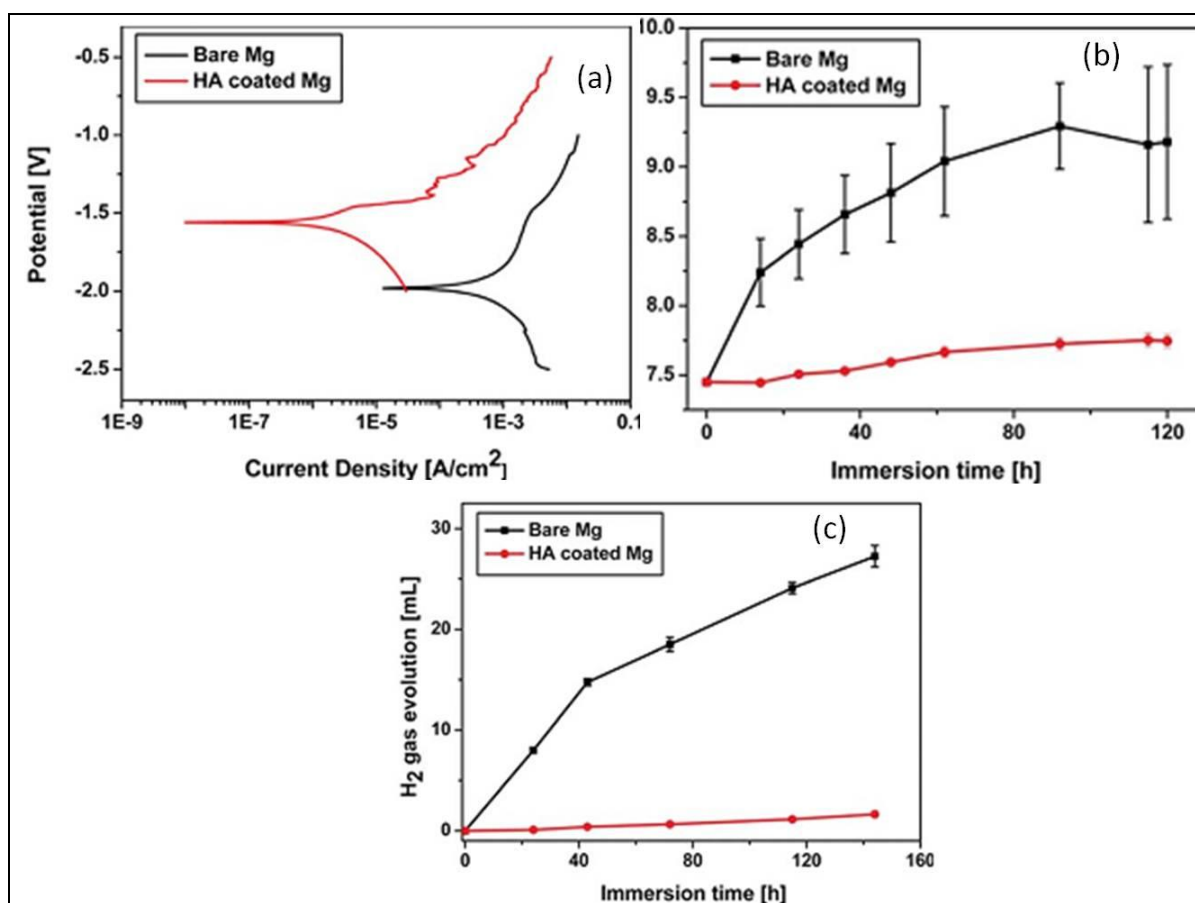 -0.5
-1.0
-1.5
-2.0
-2.5
Potential [V]
Bare Mg
HA coated Mg
(a)
1E-9
1E-7
1E-5
1E-3
0.1
Current Density [A/cm²]
10.0
9.5
9.0
8.5
8.0
7.5
Bare Mg
HA coated Mg
(b)
0
40
80
120
Immersion time [h]
30
20
10
0
H₂ gas evolution [mL]
Bare Mg
HA coated Mg
(c)
0
40
80
120
160
Immersion time [h]